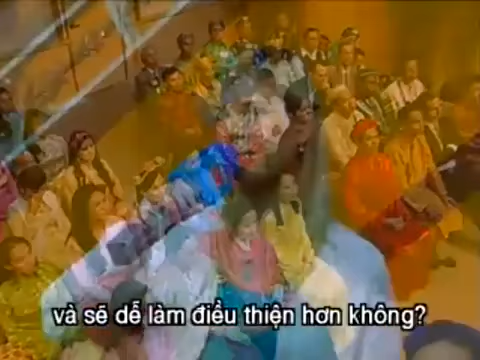 và sẽ dễ làm điều thiện hơn không?